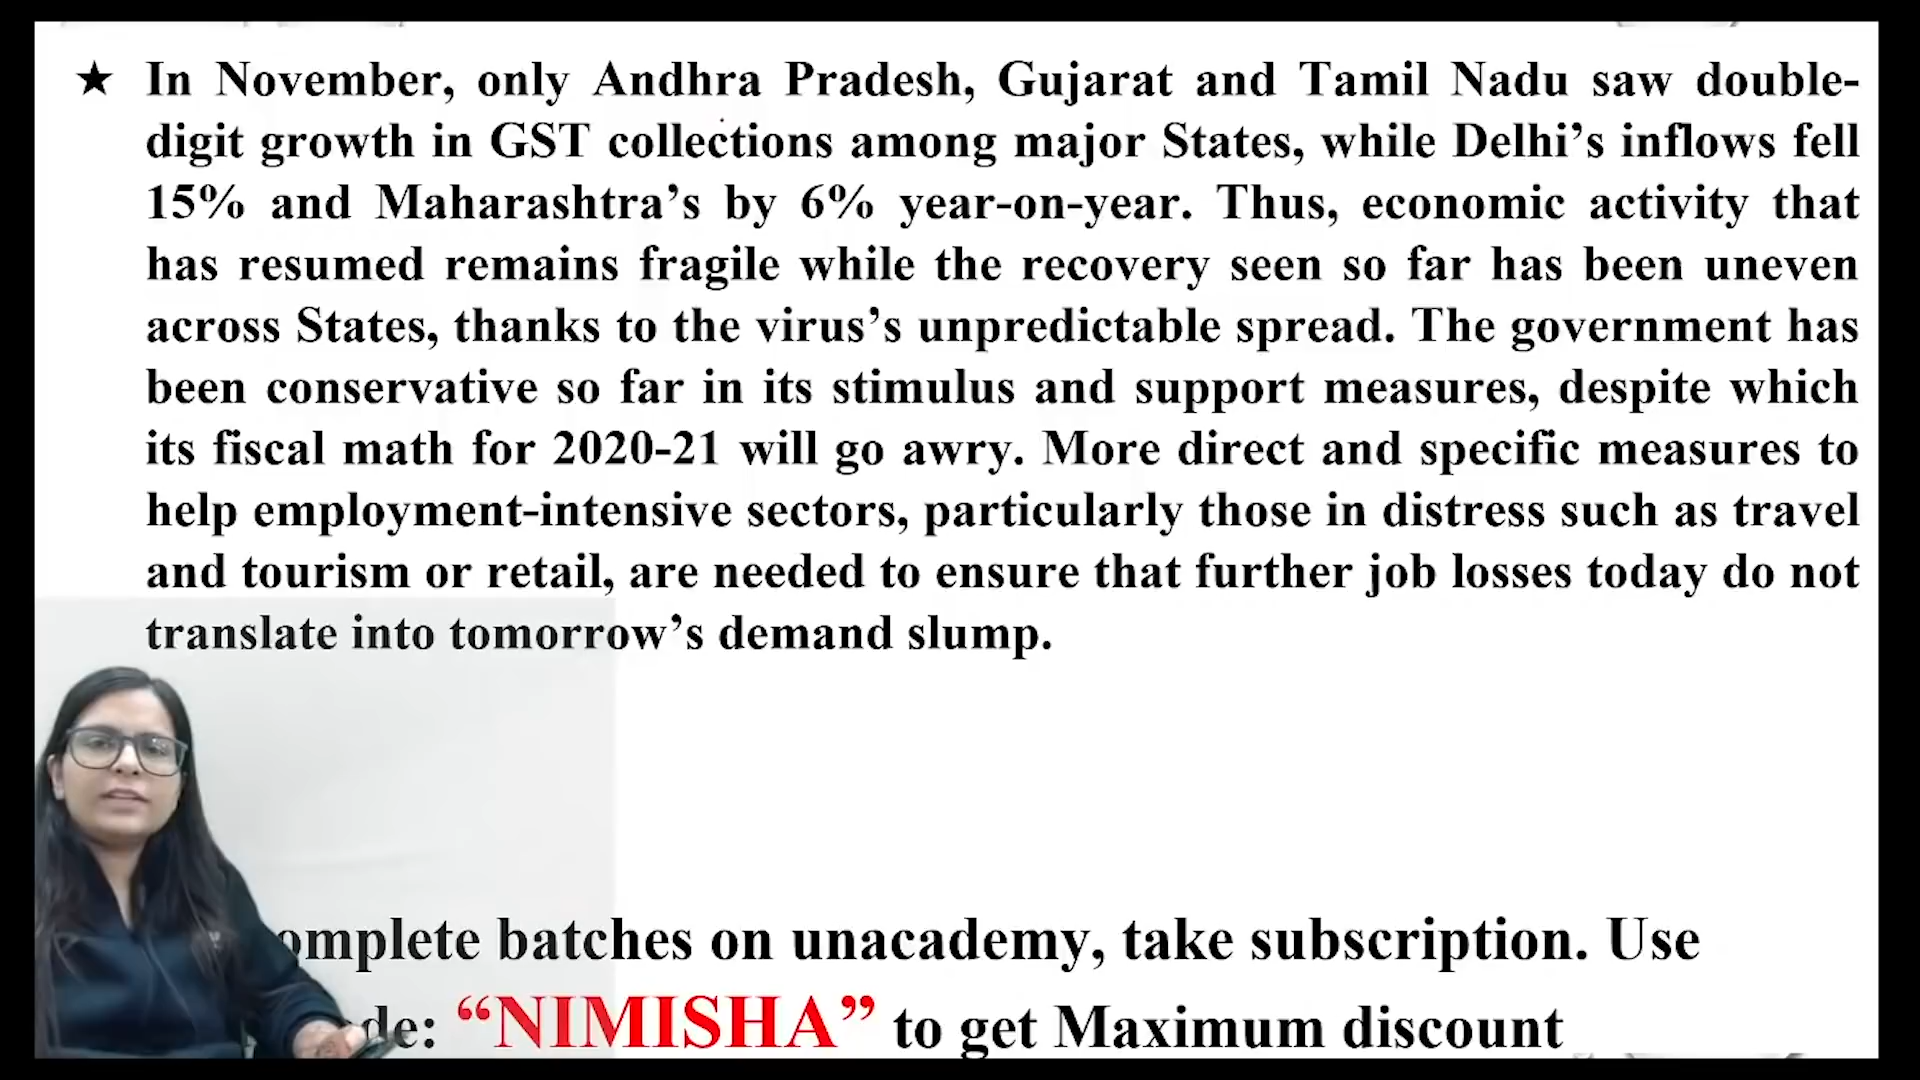 ★ In November, only Andhra Pradesh, Gujarat and Tamil Nadu saw double-
digit growth in GST collections among major States, while Delhi’s inflows fell
15% and Maharashtra’s by 6% year-on-year. Thus, economic activity that
has resumed remains fragile while the recovery seen so far has been uneven
across States, thanks to the virus’s unpredictable spread. The government has
been conservative so far in its stimulus and support measures, despite which
its fiscal math for 2020-21 will go awry. More direct and specific measures to
help employment-intensive sectors, particularly those in distress such as travel
and tourism or retail, are needed to ensure that further job losses today do not
translate into tomorrow’s demand slump.
omplete batches on unacademy, take subscription. Use
de: “NIMISHA” to get Maximum discount